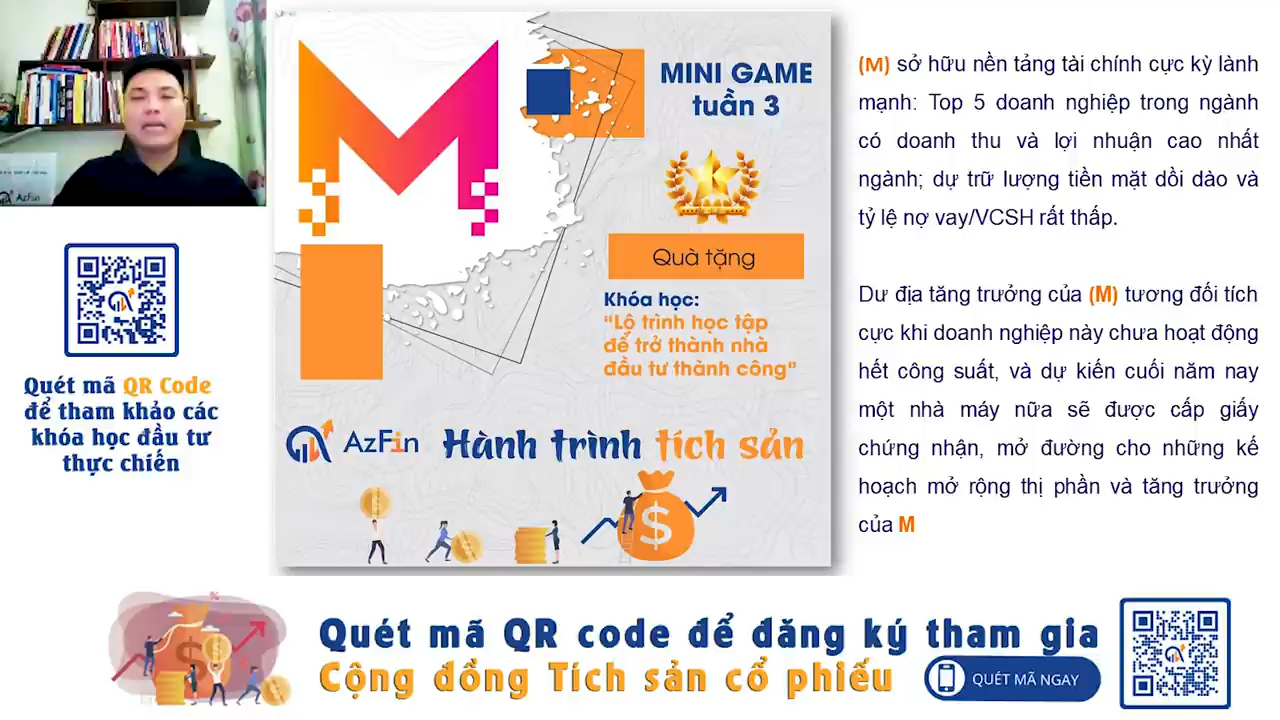 AzFin
Quét mã QR Code
để tham khảo các
khóa học đầu tư
thực chiến
M
MINI GAME
tuần 3
K
Quà tặng
Khóa học:
“Lộ trình học tập
để trở thành nhà
đầu tư thành công”
AzFin Hành trình tích sản
$
(M) sở hữu nền tảng tài chính cực kỳ lành
mạnh: Top 5 doanh nghiệp trong ngành
có doanh thu và lợi nhuận cao nhất
ngành; dự trữ lượng tiền mặt dồi dào và
tỷ lệ nợ vay/VCSH rất thấp.
Dư địa tăng trưởng của (M) tương đối tích
cực khi doanh nghiệp này chưa hoạt động
hết công suất, và dự kiến cuối năm nay
một nhà máy nữa sẽ được cấp giấy
chứng nhận, mở đường cho những kế
hoạch mở rộng thị phần và tăng trưởng
của M
Quét mã QR code để đăng ký tham gia
Cộng đồng Tích sản cổ phiếu
QUÉT MÃ NGAY